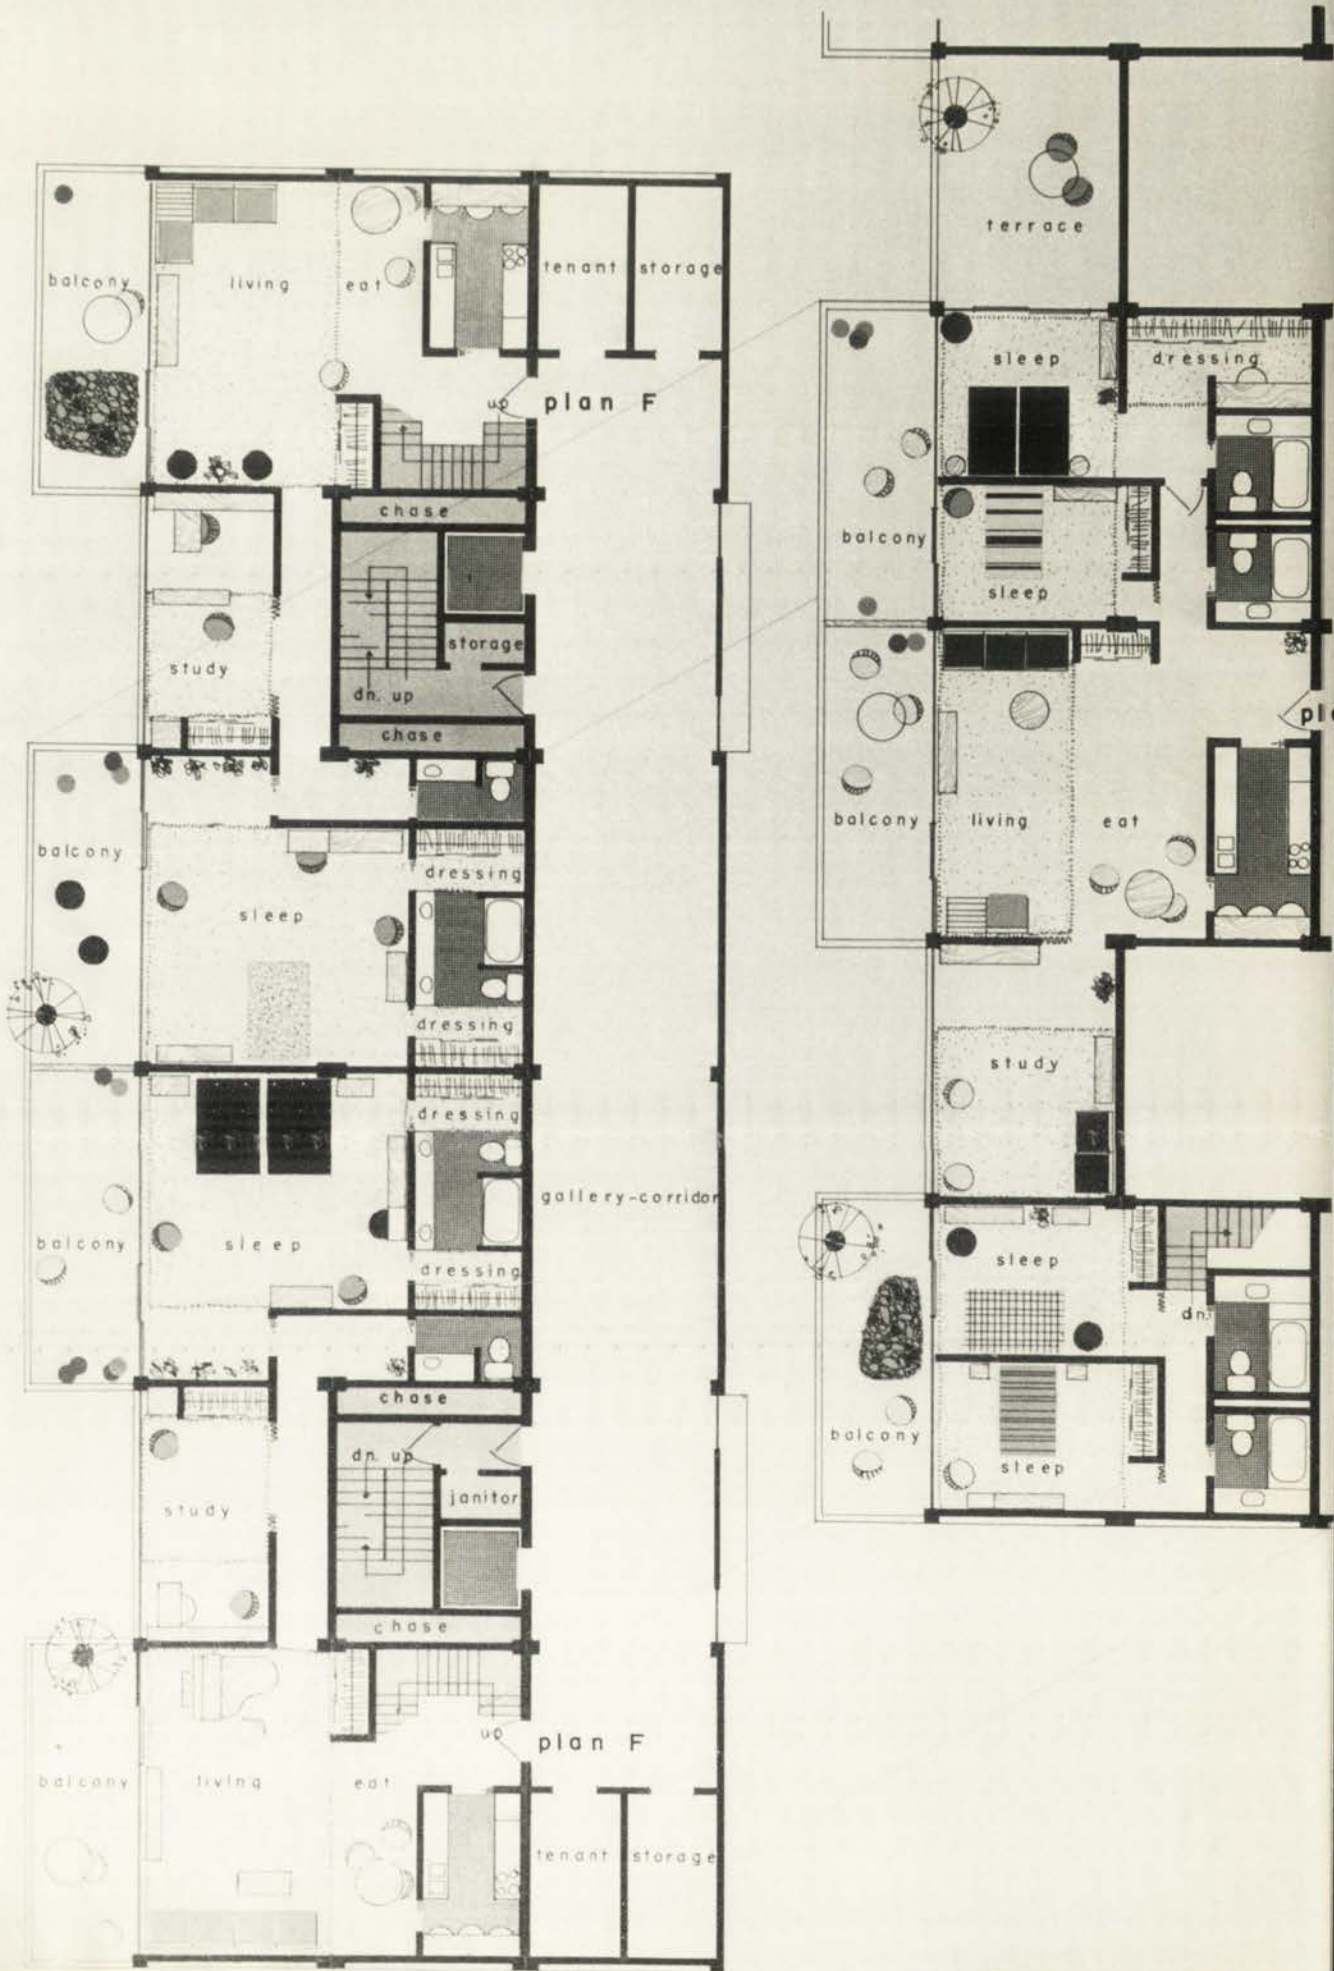 balcony
living
eat
tenant
storage
up
plan F
chase
storage
study
dn. up
chase
balcony
dressing
sleep
dressing
dressing
gallery-corridor
balcony
sleep
dressing
chase
dn. up
janitor
study
chase
up
plan F
balcony
living
eat
tenant
storage
terrace
sleep
dressing
balcony
sleep
balcony
living
eat
study
sleep
dn.
balcony
sleep